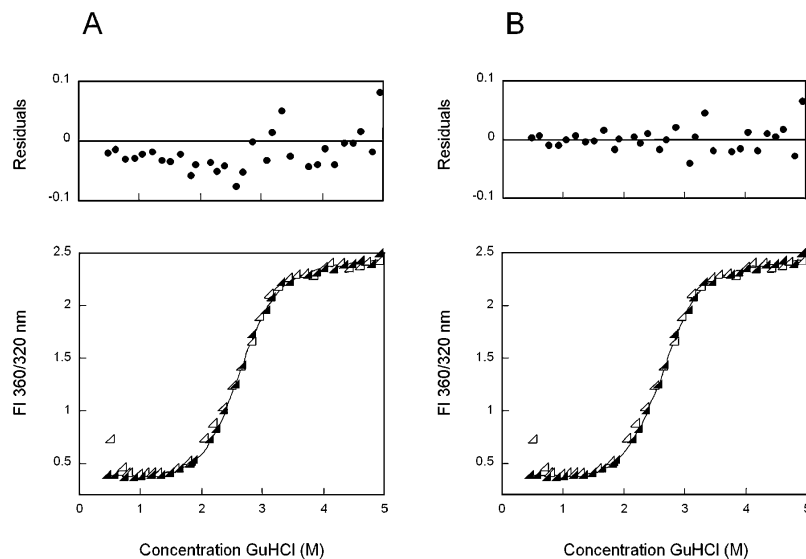 A
B
0.1
0
-0.1
Residuals
0.1
0
-0.1
Residuals
2.5
2
1.5
1
0.5
FI 360/320 nm
0 1 2 3 4 5
Concentration GuHCl (M)
2.5
2
1.5
1
0.5
FI 360/320 nm
0 1 2 3 4 5
Concentration GuHCl (M)